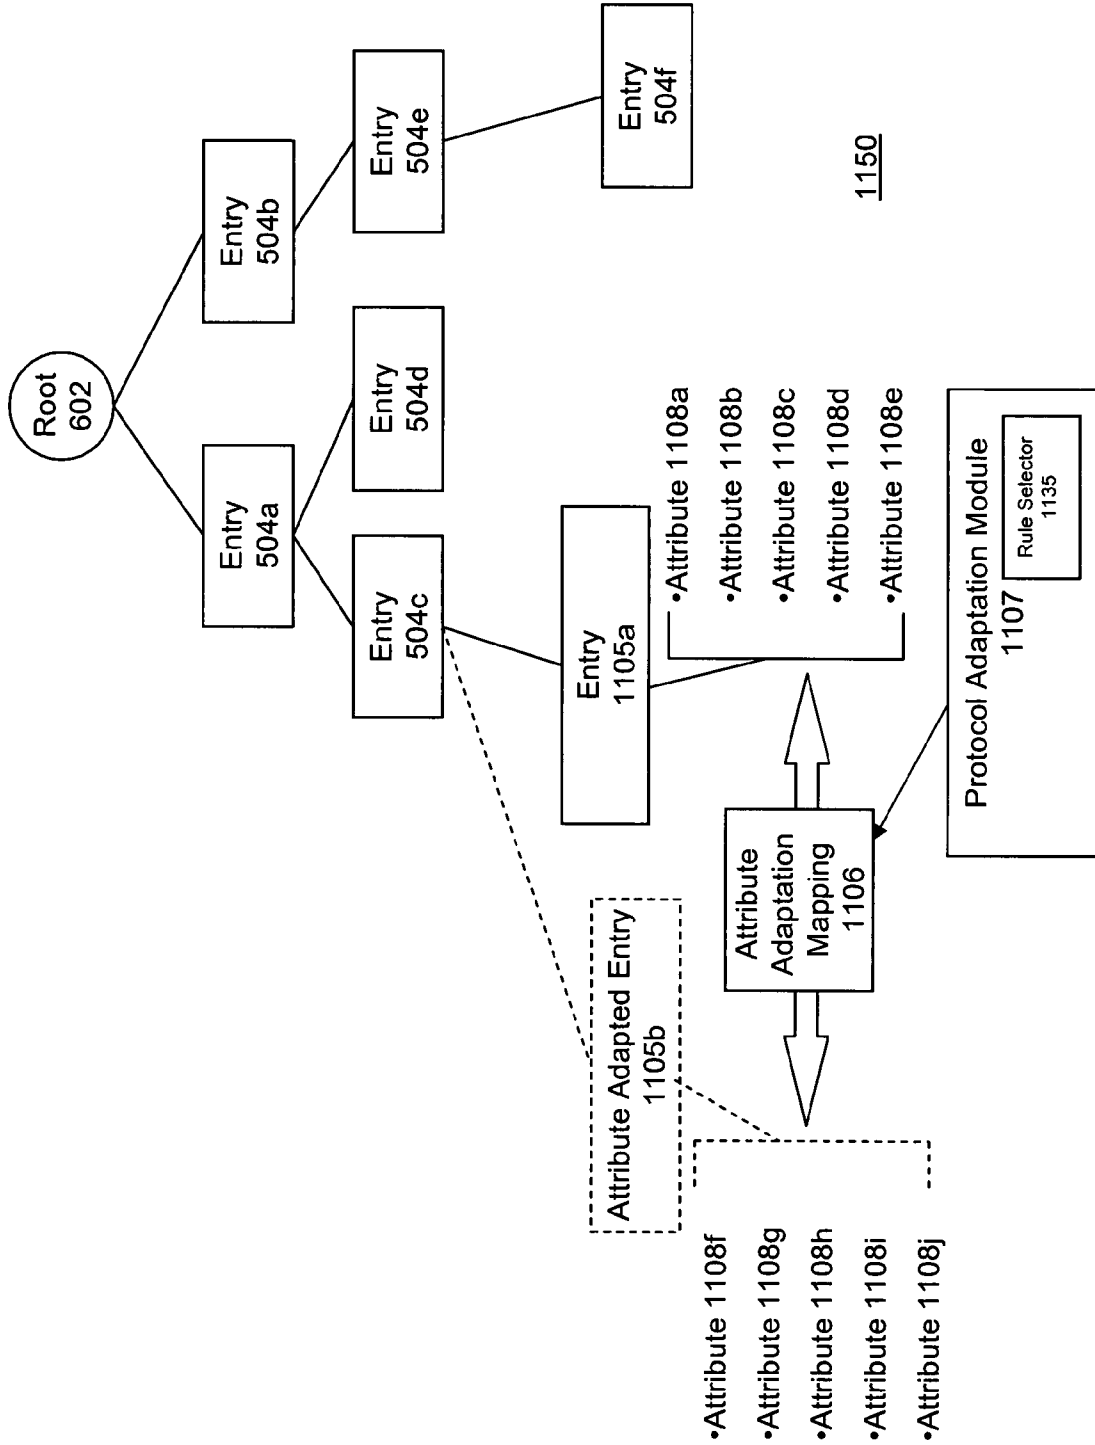 Root
602
Entry
504a
Entry
504b
Entry
504c
Entry
504d
Entry
504e
Entry
504f
Attribute Adapted Entry
1105b
Entry
1105a
•Attribute 1108f
•Attribute 1108g
•Attribute 1108h
•Attribute 1108i
•Attribute 1108j
Attribute
Adaptation
Mapping
1106
•Attribute 1108a
•Attribute 1108b
•Attribute 1108c
•Attribute 1108d
•Attribute 1108e
Protocol Adaptation Module
1107
Rule Selector
1135
1150